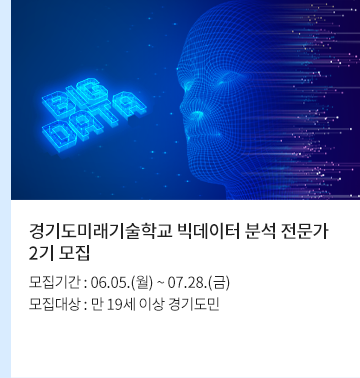 BIG
DATA
경기도미래기술학교 빅데이터 분석 전문가
2기 모집
모집기간 : 06.05.(월) ~ 07.28.(금)
모집대상 : 만 19세 이상 경기도민